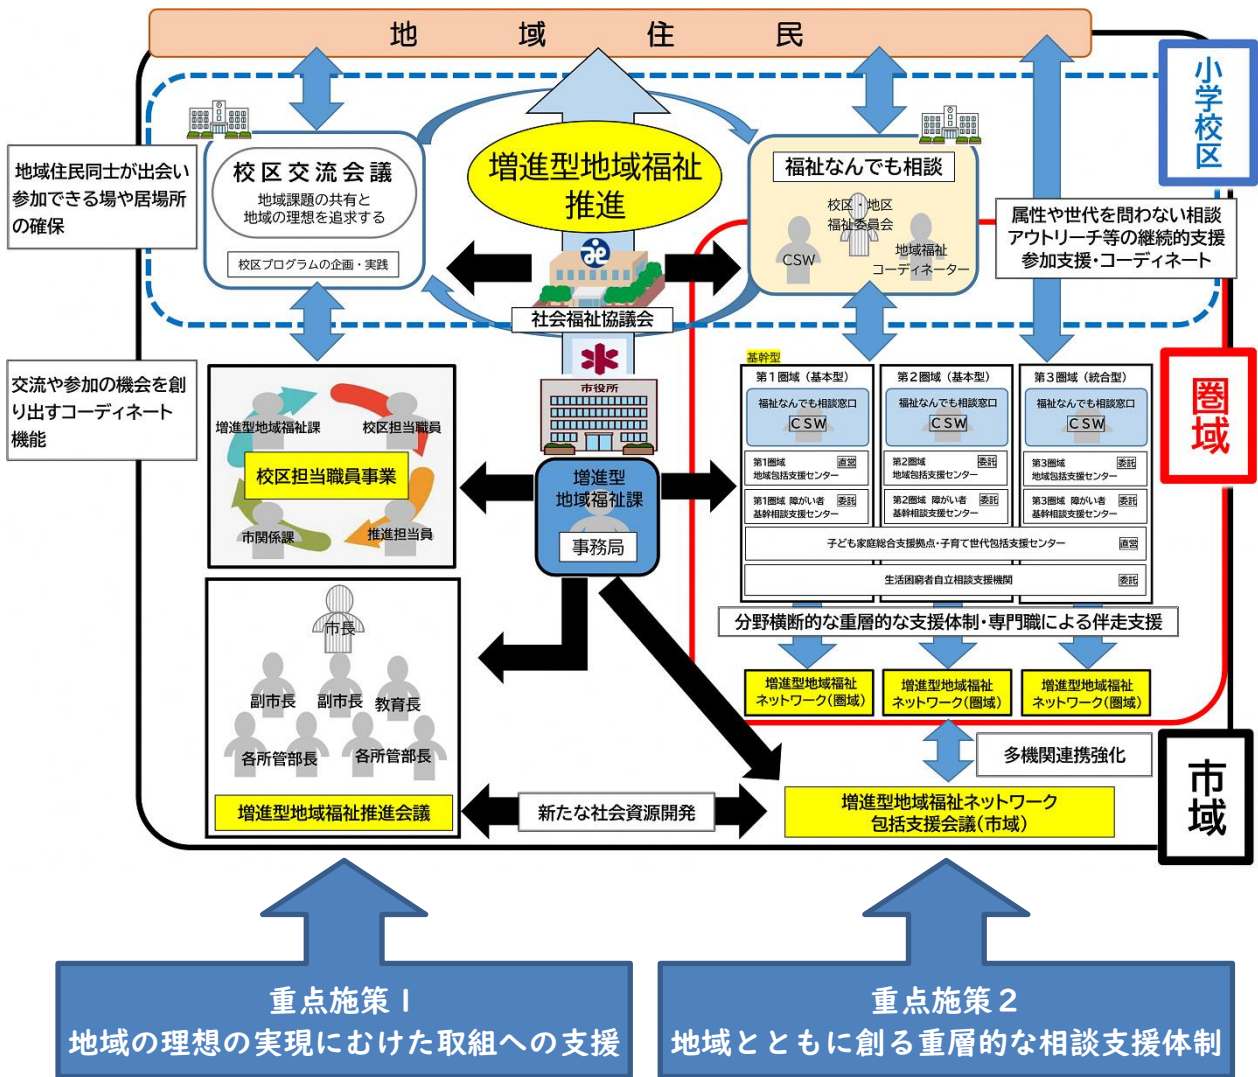 地域住民
小学校区
校区交流会議
地域課題の共有と
地域の理想を追求する
校区プログラムの企画・実践
地域住民同士が出会い
参加できる場や居場所
の確保
増進型地域福祉
推進
福祉なんでも相談
校区・地区
福祉委員会
CSW
地域福祉
コーディネーター
属性や世代を問わない相談
アウトリーチ等の継続的支援
参加支援・コーディネート
社会福祉協議会
市役所
交流や参加の機会を創
り出すコーディネート
機能
増進型地域福祉課
校区担当職員
校区担当職員事業
市関係課
推進担当員
増進型
地域福祉課
事務局
圏域
基幹型
第1圏域(基本型)
福祉なんでも相談窓口
CSW
第1圏域
地域包括支援センター
直営
第1圏域 障がい者
基幹相談支援センター
委託
第2圏域(基本型)
福祉なんでも相談窓口
CSW
第2圏域
地域包括支援センター
委託
第2圏域 障がい者
基幹相談支援センター
委託
第3圏域(統合型)
福祉なんでも相談窓口
CSW
第3圏域
地域包括支援センター
委託
第3圏域 障がい者
基幹相談支援センター
委託
子ども家庭総合支援拠点・子育て世代包括支援センター
直営
生活困窮者自立相談支援機関
委託
分野横断的な重層的な支援体制・専門職による伴走支援
増進型地域福祉
ネットワーク(圏域)
増進型地域福祉
ネットワーク(圏域)
増進型地域福祉
ネットワーク(圏域)
多機関連携強化
市域
市長
副市長
副市長
教育長
各所管部長
各所管部長
増進型地域福祉推進会議
新たな社会資源開発
増進型地域福祉ネットワーク
包括支援会議(市域)
重点施策1
地域の理想の実現にむけた取組への支援
重点施策2
地域とともに創る重層的な相談支援体制